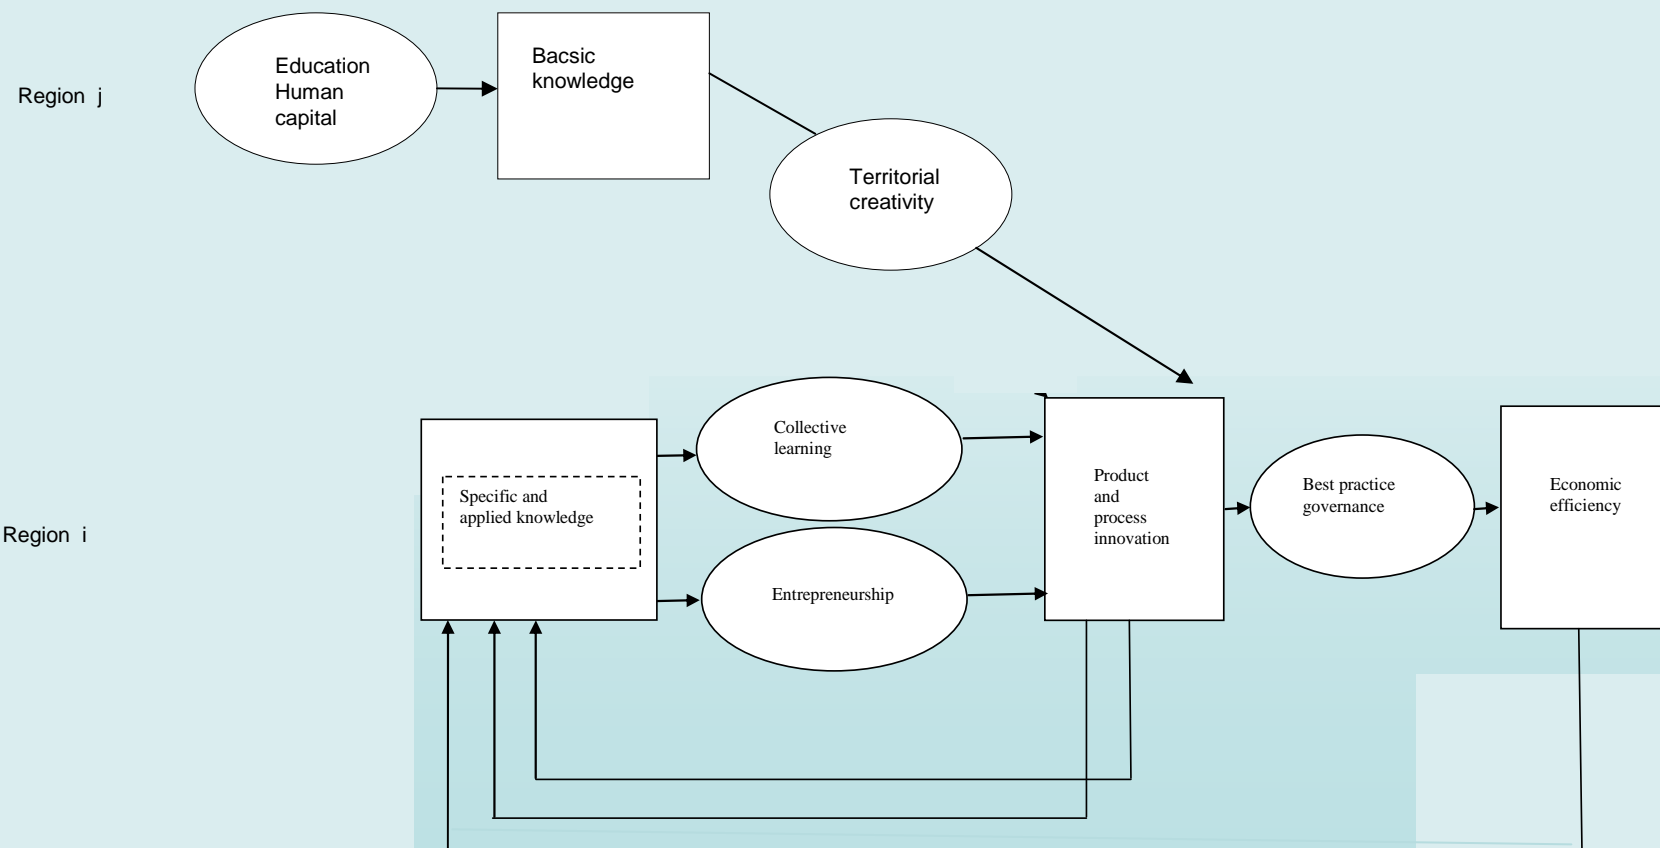 Region j
Education
Human
capital
Bacsic
knowledge
Territorial
creativity
Region i
Specific and
applied knowledge
Collective
learning
Entrepreneurship
Product
and
process
innovation
Best practice
governance
Economic
efficiency